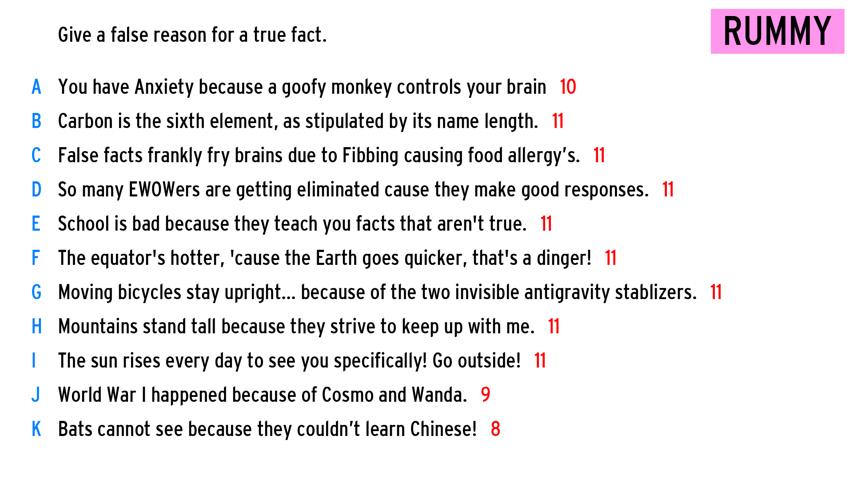 Give a false reason for a true fact.
RUMMY
A You have Anxiety because a goofy monkey controls your brain 10
B Carbon is the sixth element, as stipulated by its name length. 11
C False facts frankly fry brains due to Fibbing causing food allergy’s. 11
D So many EWOWers are getting eliminated cause they make good responses. 11
E School is bad because they teach you facts that aren't true. 11
F The equator's hotter, 'cause the Earth goes quicker, that's a dinger! 11
G Moving bicycles stay upright... because of the two invisible antigravity stablizers. 11
H Mountains stand tall because they strive to keep up with me. 11
I The sun rises every day to see you specifically! Go outside! 11
J World War I happened because of Cosmo and Wanda. 9
K Bats cannot see because they couldn’t learn Chinese! 8